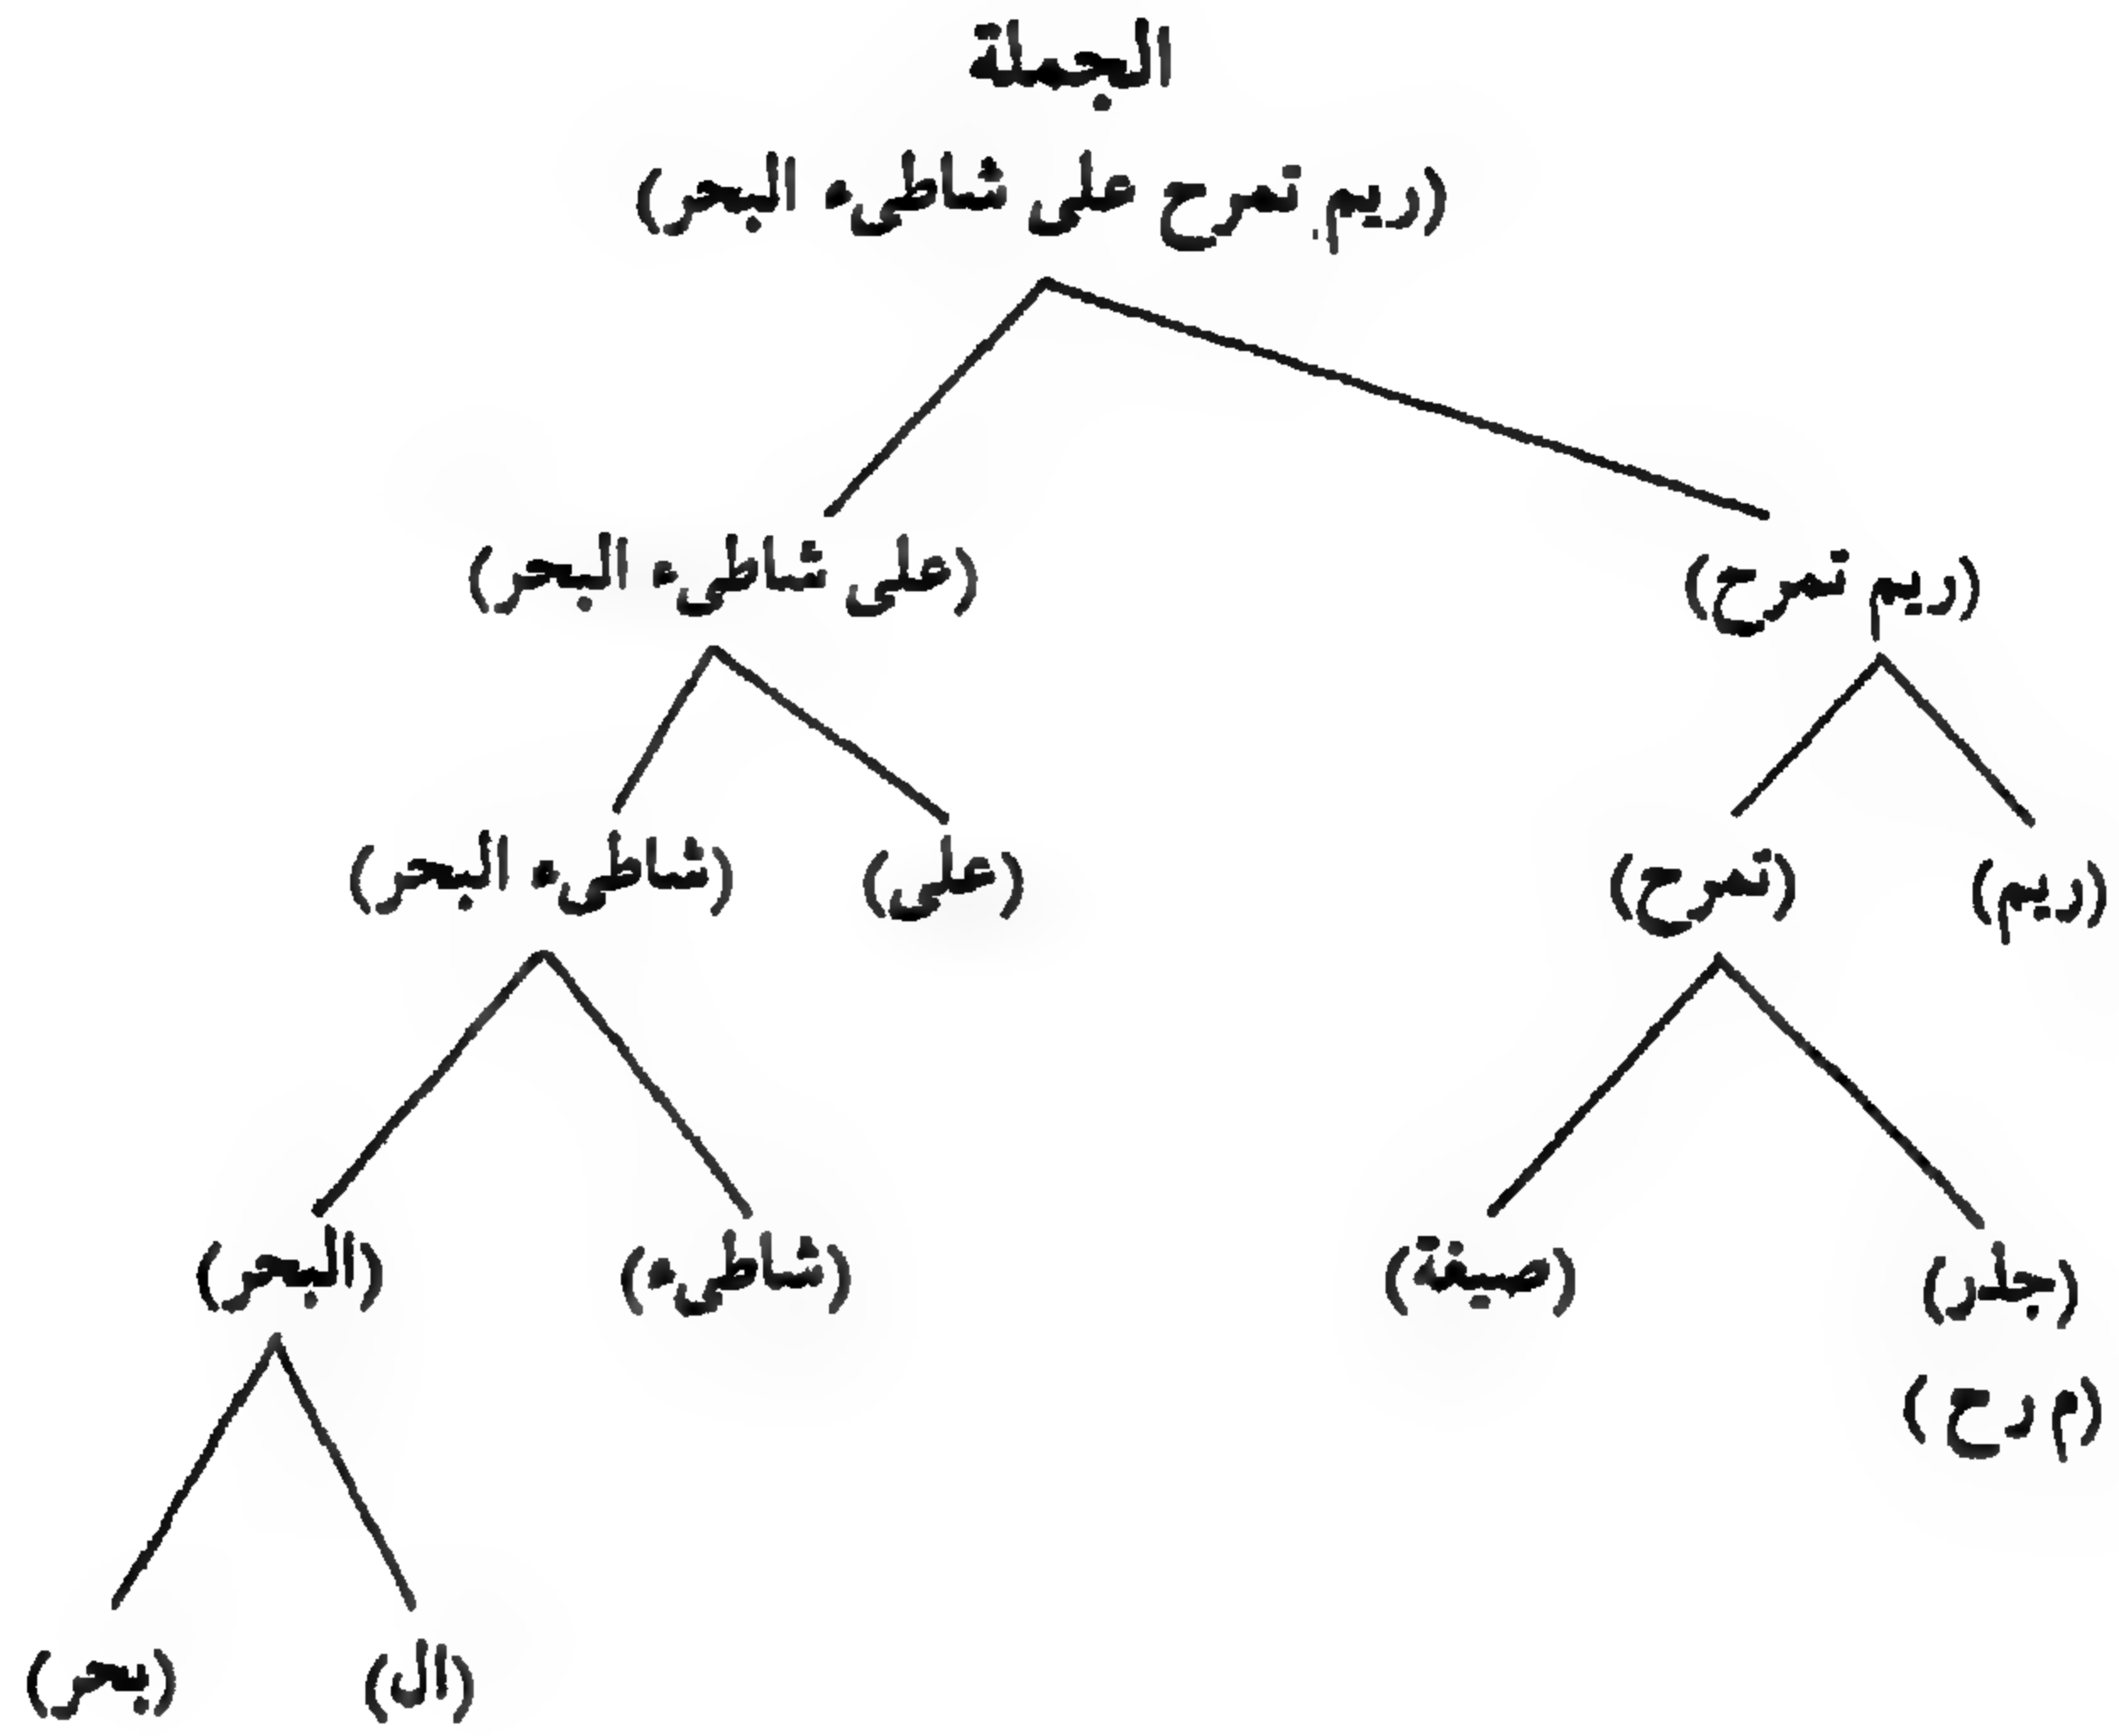 الجملة
(ريم تمرح على شاطىء البحر)
(ريم تمرح)
(على شاطىء البحر)
(ريم)
(تمرح)
(على)
(شاطىء البحر)
(جذر)
(صيغة)
(شاطىء)
(البحر)
(م ر ح)
(ال)
(بحر)